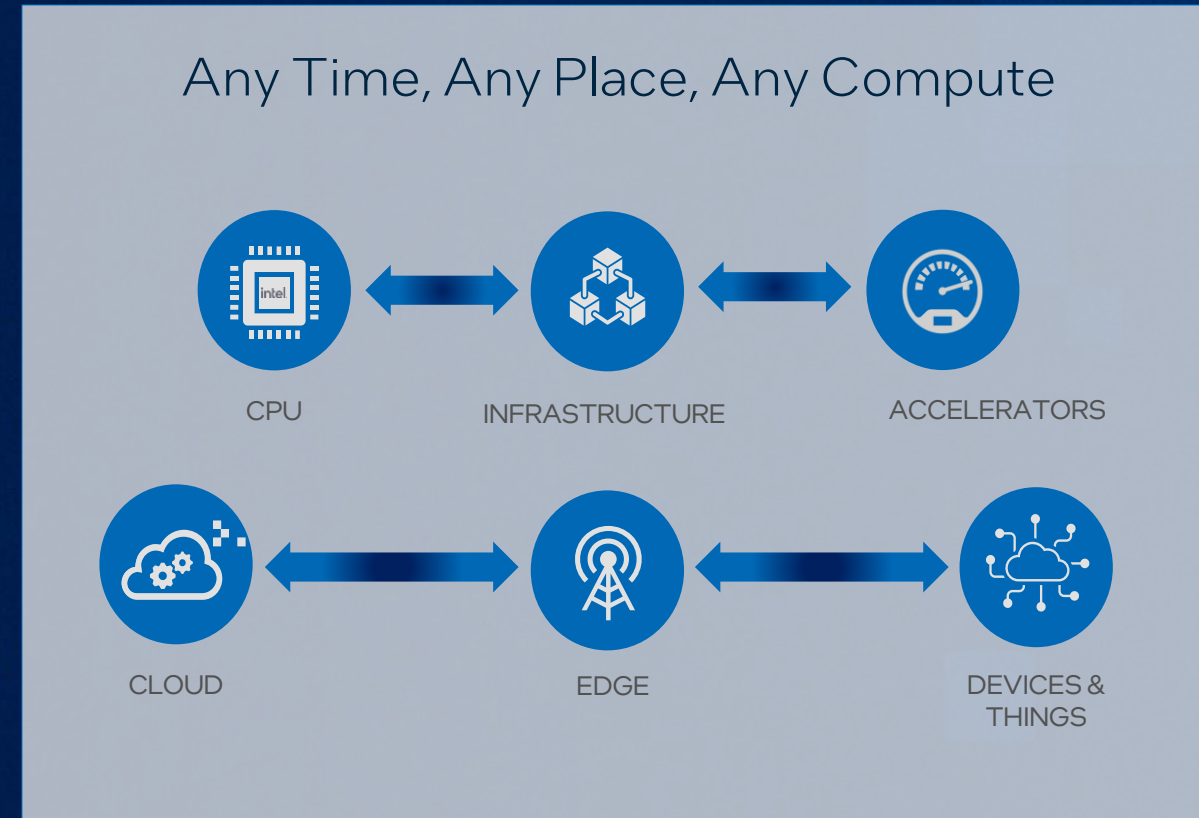 Any Time, Any Place, Any Compute
intel
CPU
INFRASTRUCTURE
ACCELERATORS
CLOUD
EDGE
DEVICES &
THINGS